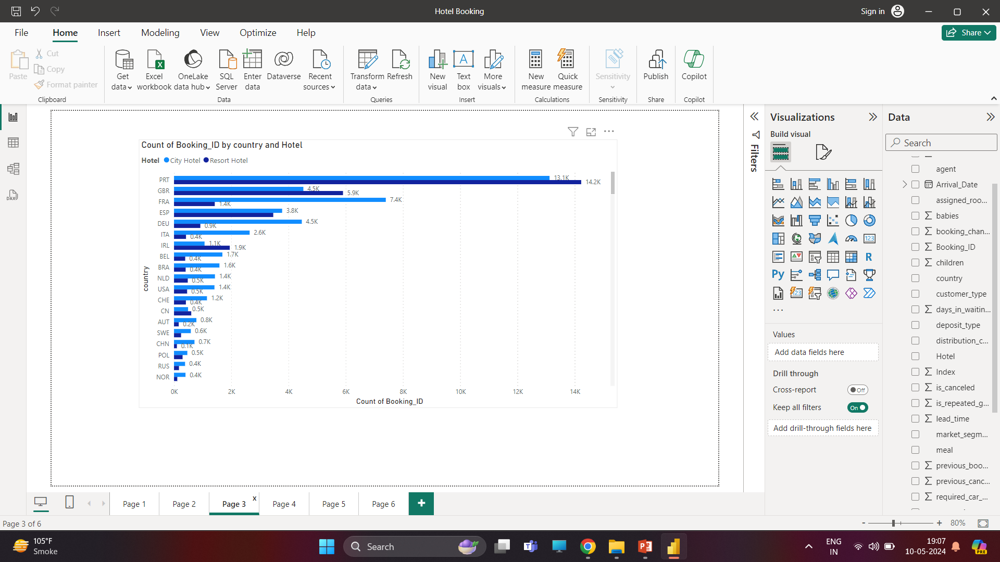 Hotel Booking
Sign in
File
Home
Insert
Modeling
View
Optimize
Help
Share
Paste
Cut
Copy
Format painter
Clipboard
Get data
Excel workbook
OneLake data hub
SQL Server
Enter data
Dataverse
Recent sources
Data
Transform data
Refresh
Queries
New visual
Text box
More visuals
Insert
New measure
Quick measure
Calculations
Sensitivity
Sensitivity
Publish
Share
Copilot
Copilot
DAX
Count of Booking_ID by country and Hotel
Hotel
City Hotel
Resort Hotel
country
PRT 13.1K 14.2K
GBR 4.5K 5.9K
FRA 7.4K 1.4K
ESP 3.8K
DEU 4.5K 0.9K
ITA 2.6K 0.4K
IRL 1.1K 1.9K
BEL 1.7K 0.4K
BRA 1.6K 0.4K
NLD 1.4K 0.5K
USA 1.4K 0.5K
CHE 1.2K 0.4K
CN 0.5K
AUT 0.8K 0.2K
SWE 0.6K
CHN 0.7K 0.1K
POL 0.5K
RUS 0.4K
NOR 0.4K
0K 2K 4K 6K 8K 10K 12K 14K
Count of Booking_ID
Filters
Visualizations
Build visual
123
R
Py
123
...
Values
Add data fields here
Drill through
Cross-report
Off
Keep all filters
On
Add drill-through fields here
Data
Search
agent
Arrival_Date
assigned_roo...
babies
booking_chan...
Booking_ID
children
country
customer_type
days_in_waitin...
deposit_type
distribution_c...
Hotel
Index
is_canceled
is_repeated_g...
lead_time
market_segm...
meal
previous_boo...
previous_canc...
required_car_...
Page 1
Page 2
Page 3
x
Page 4
Page 5
Page 6
+
Page 3 of 6
- + 80%
105°F
Smoke
Search
ENG
IN
19:07
10-05-2024
PRE